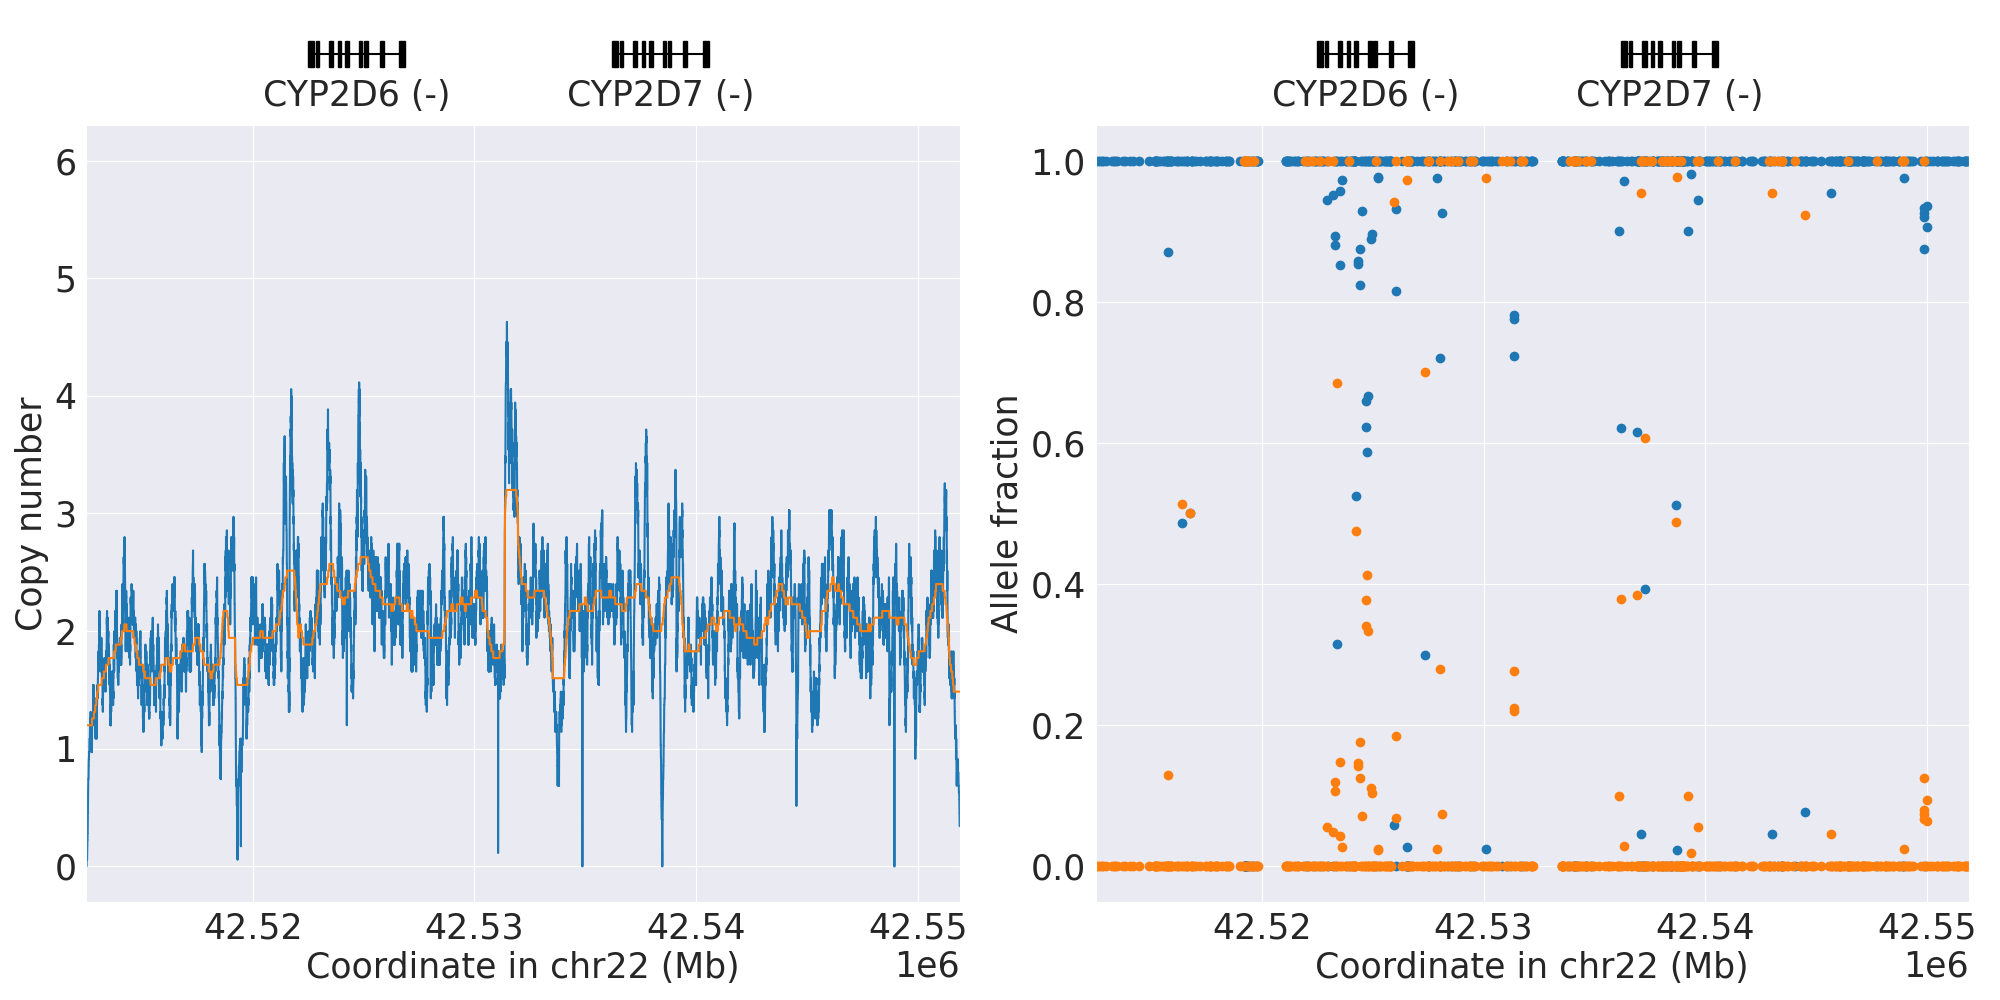 CYP2D6 (-)
CYP2D7 (-)
Copy number
6
5
4
3
2
1
0
42.52
42.53
42.54
42.55
Coordinate in chr22 (Mb)
1e6
CYP2D6 (-)
CYP2D7 (-)
Allele fraction
1.0
0.8
0.6
0.4
0.2
0.0
42.52
42.53
42.54
42.55
Coordinate in chr22 (Mb)
1e6